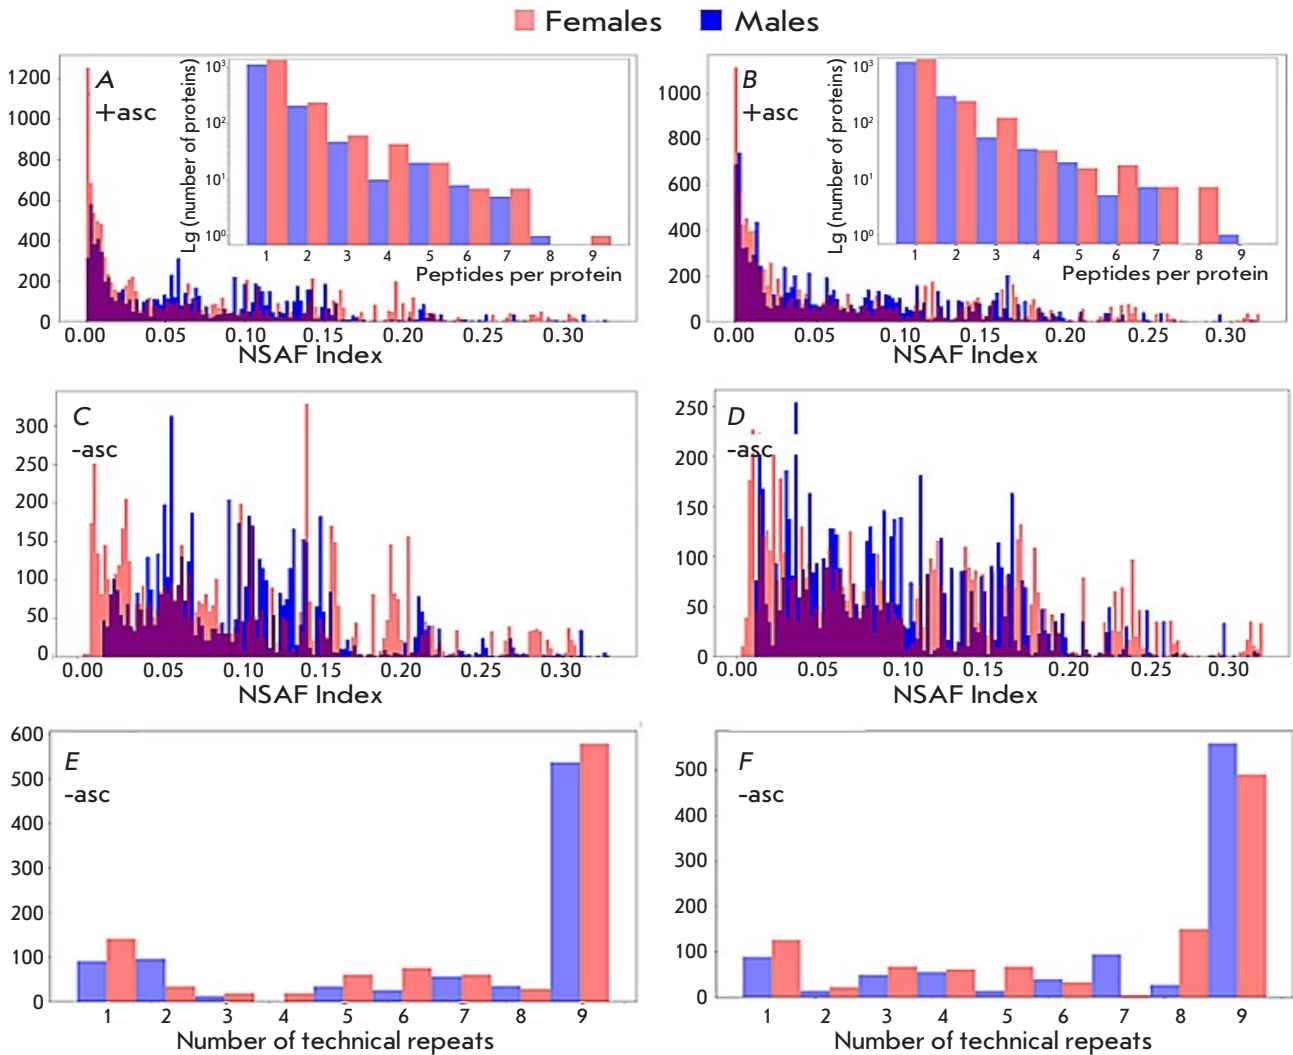 Females Males
A
+asc
Lg (number of proteins)
10³
10²
10¹
10⁰
1 2 3 4 5 6 7 8 9
Peptides per protein
1200
1000
800
600
400
200
0
0.00 0.05 0.10 0.15 0.20 0.25 0.30
NSAF Index
B
+asc
Lg (number of proteins)
10³
10²
10¹
10⁰
1 2 3 4 5 6 7 8 9
Peptides per protein
1000
800
600
400
200
0
0.00 0.05 0.10 0.15 0.20 0.25 0.30
NSAF Index
C
-asc
300
250
200
150
100
50
0
0.00 0.05 0.10 0.15 0.20 0.25 0.30
NSAF Index
D
-asc
250
200
150
100
50
0
0.00 0.05 0.10 0.15 0.20 0.25 0.30
NSAF Index
E
-asc
600
500
400
300
200
100
0
1 2 3 4 5 6 7 8 9
Number of technical repeats
F
-asc
500
400
300
200
100
0
1 2 3 4 5 6 7 8 9
Number of technical repeats